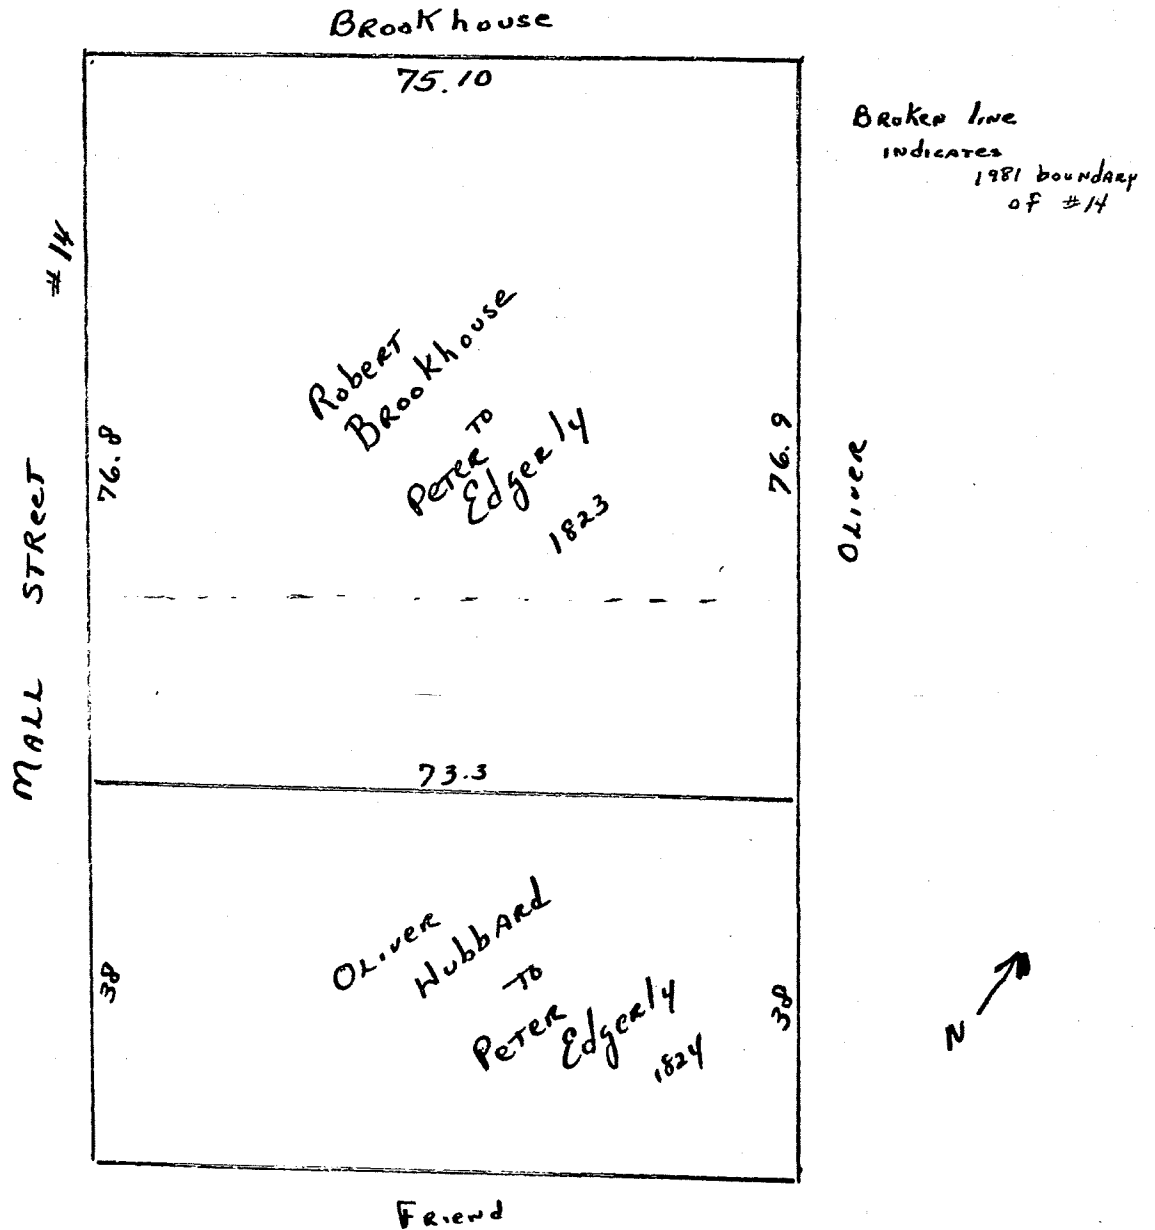 Brookhouse
75.10
Broken line
indicates
1981 boundary
of #14
#14
Robert
Brookhouse
to
Peter
Edgerly
1823
76.8
76.9
MALL STREET
OLIVER
73.3
Oliver
Hubbard
to
Peter
Edgerly
1824
38
38
N
Friend